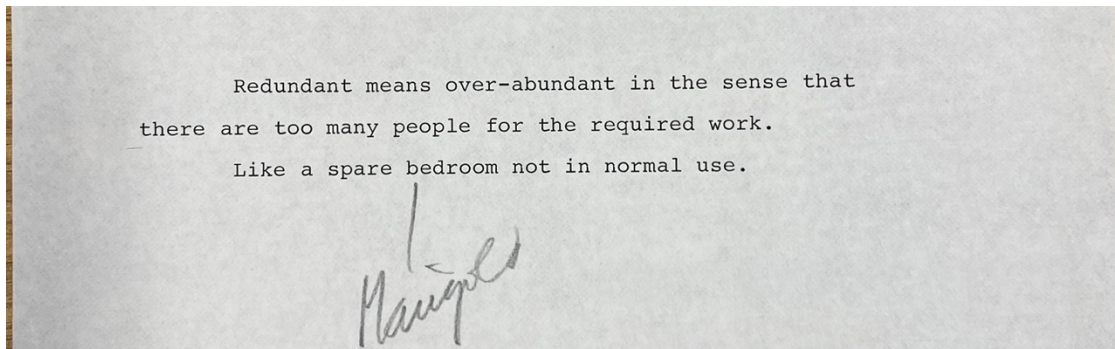 Redundant means over-abundant in the sense that
there are too many people for the required work.
Like a spare bedroom not in normal use.
Marigold